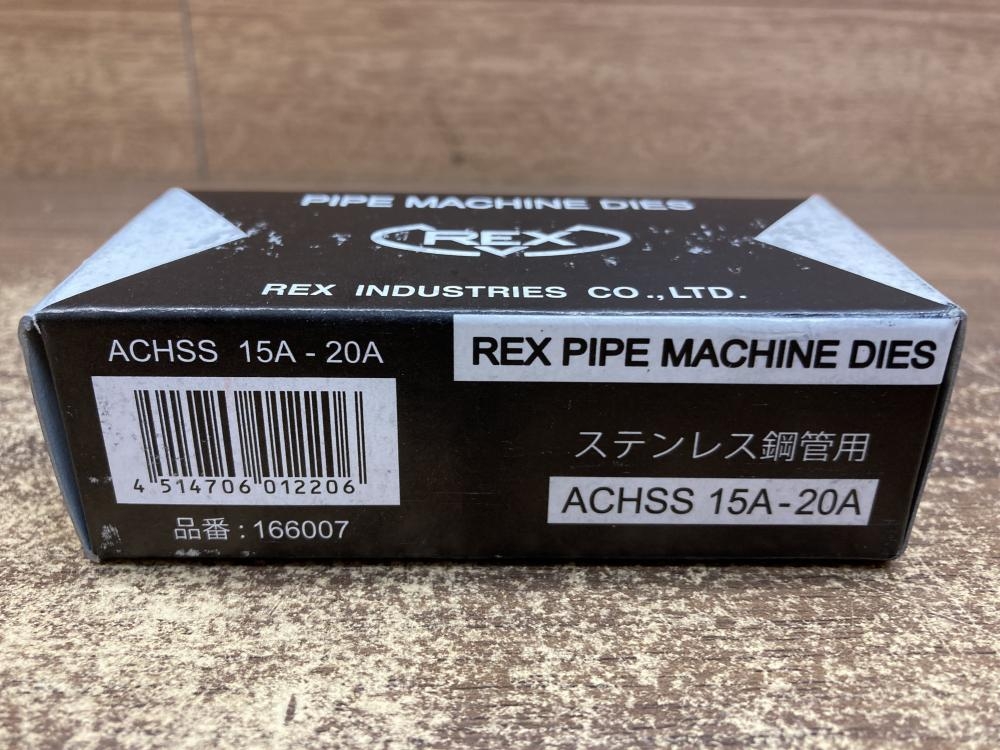 PIPE MACHINE DIES
REX
REX INDUSTRIES CO.,LTD.
ACHSS 15A - 20A
REX PIPE MACHINE DIES
4 514706 012206
品番 : 166007
ステンレス鋼管用
ACHSS 15A-20A